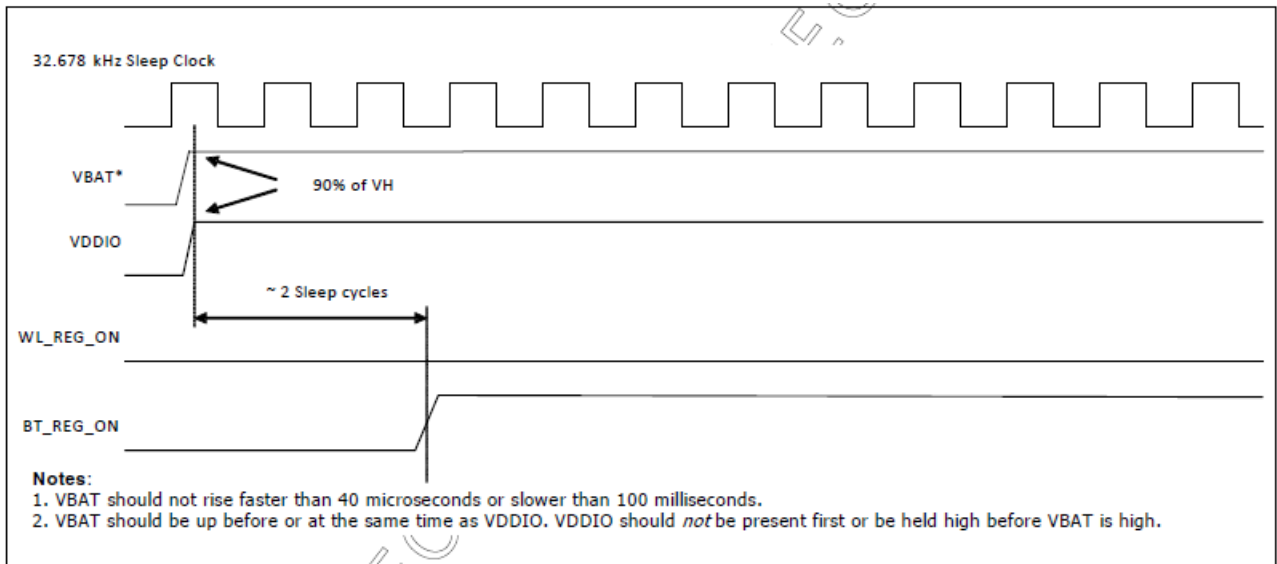 32.678 kHz Sleep Clock
VBAT*
90% of VH
VDDIO
~ 2 Sleep cycles
WL_REG_ON
BT_REG_ON
Notes:
1. VBAT should not rise faster than 40 microseconds or slower than 100 milliseconds.
2. VBAT should be up before or at the same time as VDDIO. VDDIO should not be present first or be held high before VBAT is high.